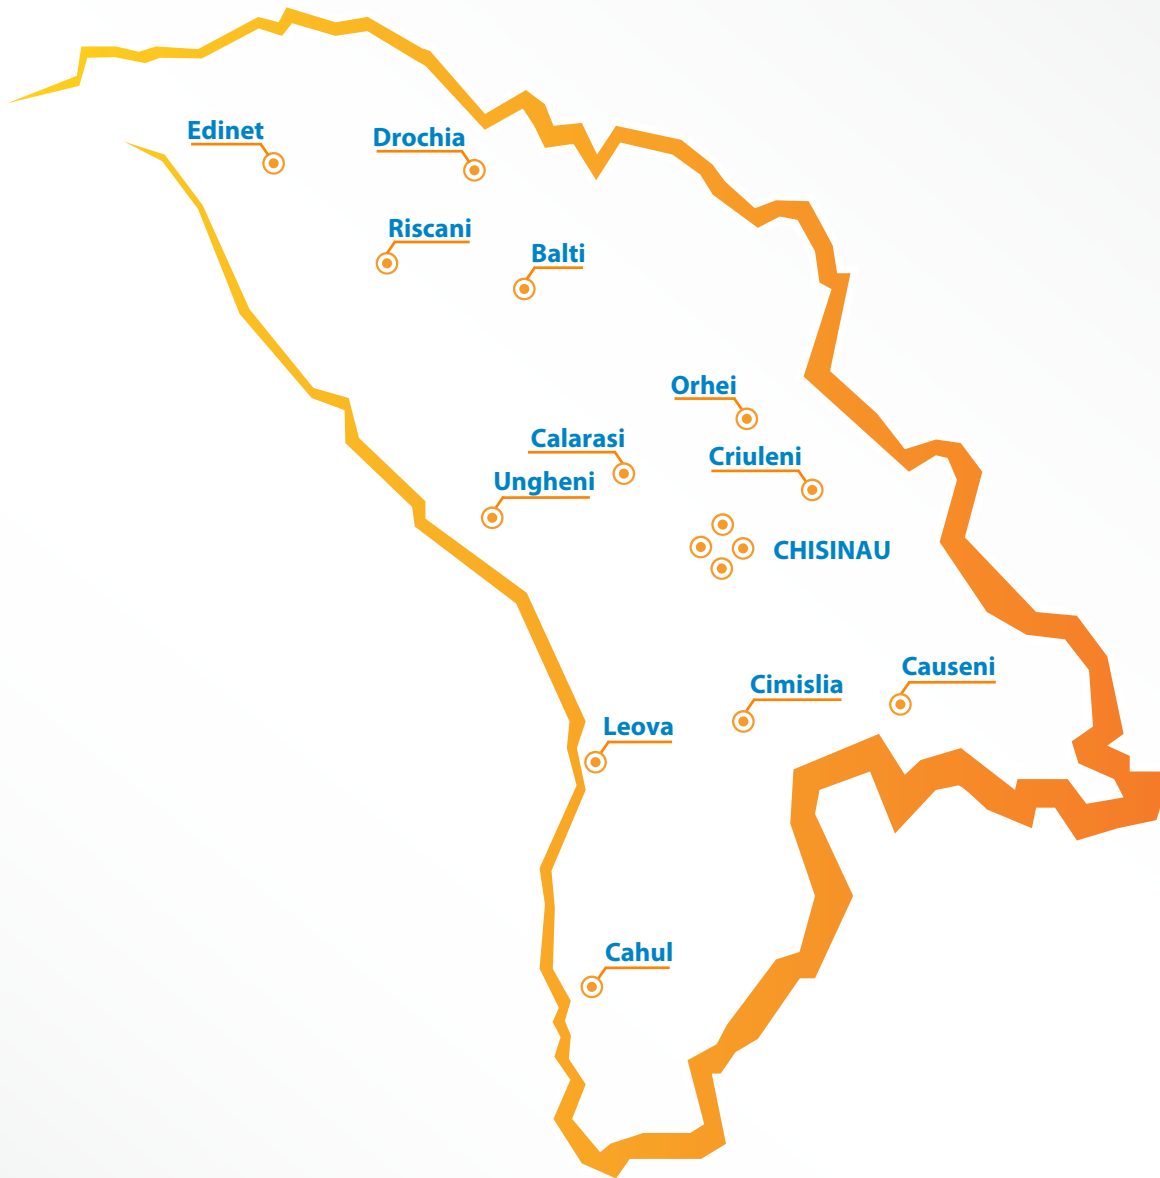 Edinet
Drochia
Riscani
Balti
Orhei
Calarasi
Criuleni
Ungheni
CHISINAU
Causeni
Cimislia
Leova
Cahul